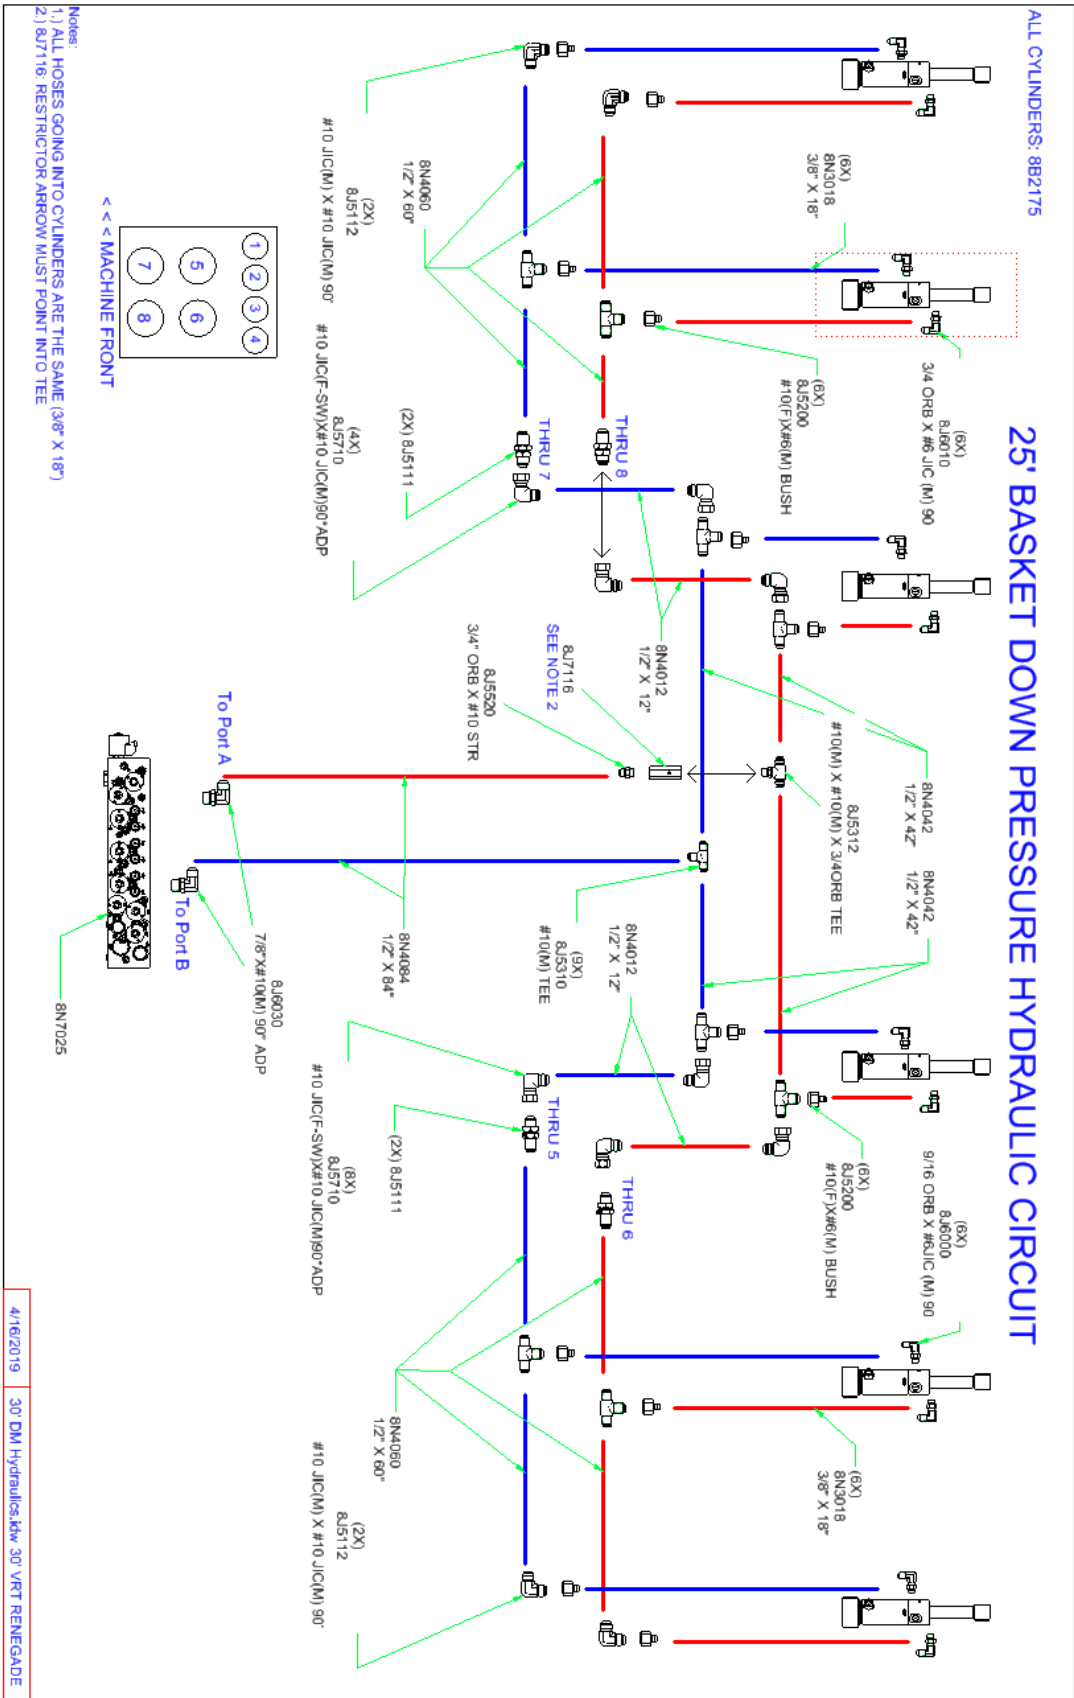 ALL CYLINDERS: 8B2175
25' BASKET DOWN PRESSURE HYDRAULIC CIRCUIT
(6X)
8N3018
3/8" X 18"
(6X)
8J6010
3/4 ORB X #6 JIC (M) 90
(6X)
8J5200
#10(F)X#6(M) BUSH
8N4060
1/2" X 60"
(2X)
8J5112
#10 JIC(M) X #10 JIC(M) 90°
THRU 8
THRU 7
(2X) 8J5111
(4X)
8J5710
#10 JIC(F-SW)X#10 JIC(M)90°ADP
8N4012
1/2" X 12"
8J7116
SEE NOTE 2
8J5520
3/4" ORB X #10 STR
8N4042
1/2" X 42"
8J5312
#10(M) X #10(M) X 3/4ORB TEE
8N4042
1/2" X 42"
(9X)
8J5310
#10(M) TEE
8N4012
1/2" X 12"
8N4084
1/2" X 84"
To Port A
To Port B
8J6030
7/8"X#10(M) 90° ADP
8N7025
(6X)
8J6000
9/16 ORB X #6JIC (M) 90
(6X)
8J5200
#10(F)X#6(M) BUSH
THRU 5
THRU 6
(2X) 8J5111
(8X)
8J5710
#10 JIC(F-SW)X#10 JIC(M)90°ADP
(6X)
8N3018
3/8" X 18"
8N4060
1/2" X 60"
(2X)
8J5112
#10 JIC(M) X #10 JIC(M) 90°
1 2 3 4
5 6
7 8
< < < MACHINE FRONT
Notes:
1.) ALL HOSES GOING INTO CYLINDERS ARE THE SAME (3/8" X 18")
2.) 8J7116: RESTRICTOR ARROW MUST POINT INTO TEE
4/16/2019 30' DM Hydraulics.idw 30' VRT RENEGADE